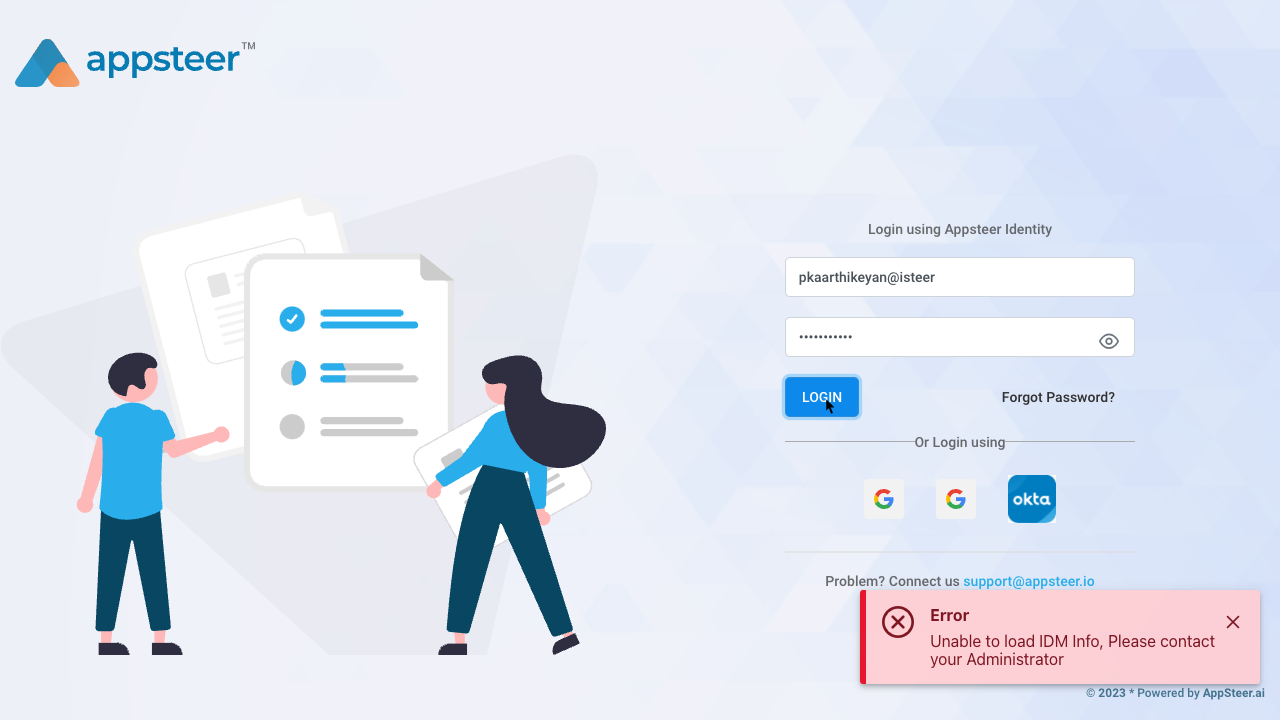 appsteer™
Login using Appsteer Identity
pkaarthikeyan@isteer
•••••••••••
LOGIN
Forgot Password?
Or Login using
okta
Problem? Connect us support@appsteer.io
Error
Unable to load IDM Info, Please contact
your Administrator
© 2023 * Powered by AppSteer.ai